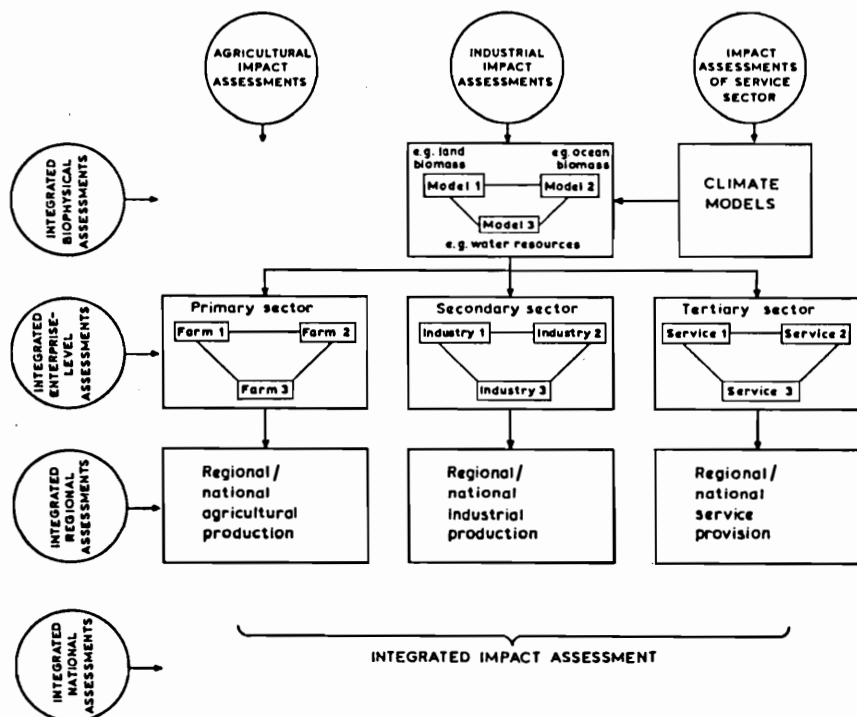 AGRICULTURAL
IMPACT
ASSESSMENTS
INDUSTRIAL
IMPACT
ASSESSMENTS
IMPACT
ASSESSMENTS
OF SERVICE
SECTOR
INTEGRATED
BIOPHYSICAL
ASSESSMENTS
e.g. land
biomass
e.g. ocean
biomass
Model 1
Model 2
Model 3
e.g. water resources
CLIMATE
MODELS
INTEGRATED
ENTERPRISE-
LEVEL
ASSESSMENTS
Primary sector
Farm 1
Farm 2
Farm 3
Secondary sector
Industry 1
Industry 2
Industry 3
Tertiary sector
Service 1
Service 2
Service 3
INTEGRATED
REGIONAL
ASSESSMENTS
Regional/
national
agricultural
production
Regional/
national
industrial
production
Regional/
national
service
provision
INTEGRATED
NATIONAL
ASSESSMENTS
INTEGRATED IMPACT ASSESSMENT